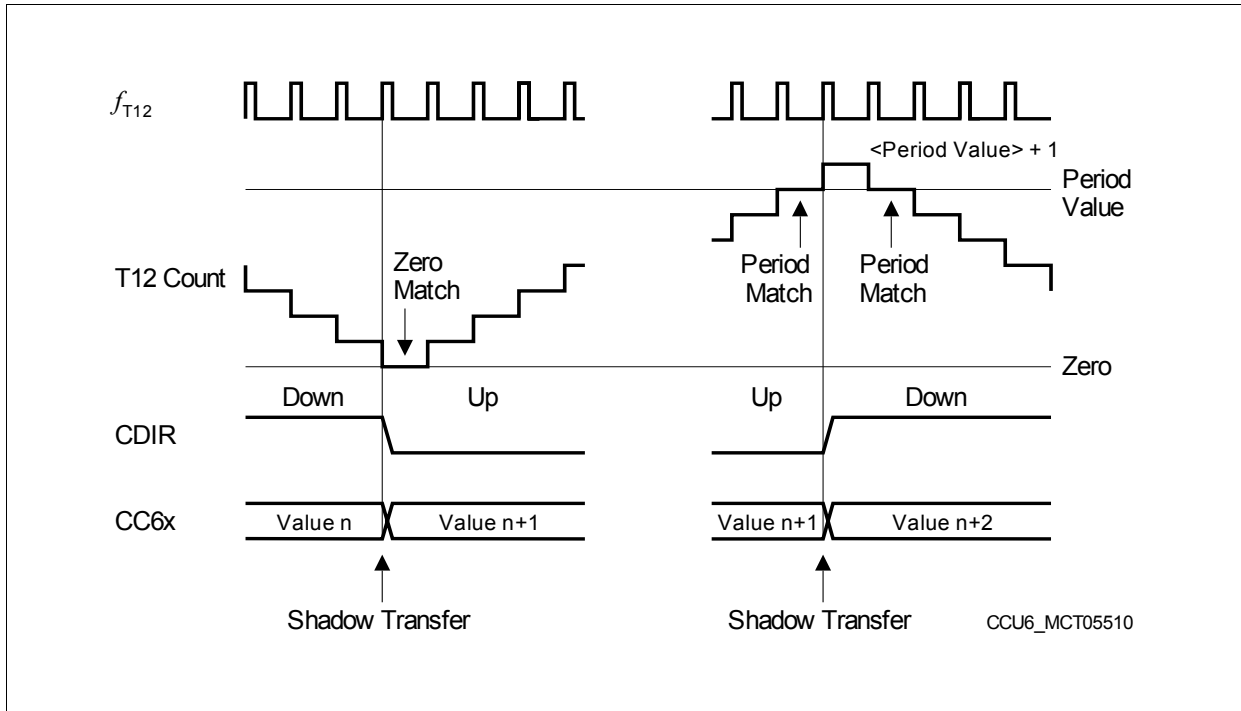 fT12
<Period Value> + 1
Period
Value
Zero
Match
Period
Match
Period
Match
T12 Count
Zero
Down
Up
Up
Down
CDIR
CC6x
Value n
Value n+1
Value n+1
Value n+2
Shadow Transfer
Shadow Transfer
CCU6_MCT05510